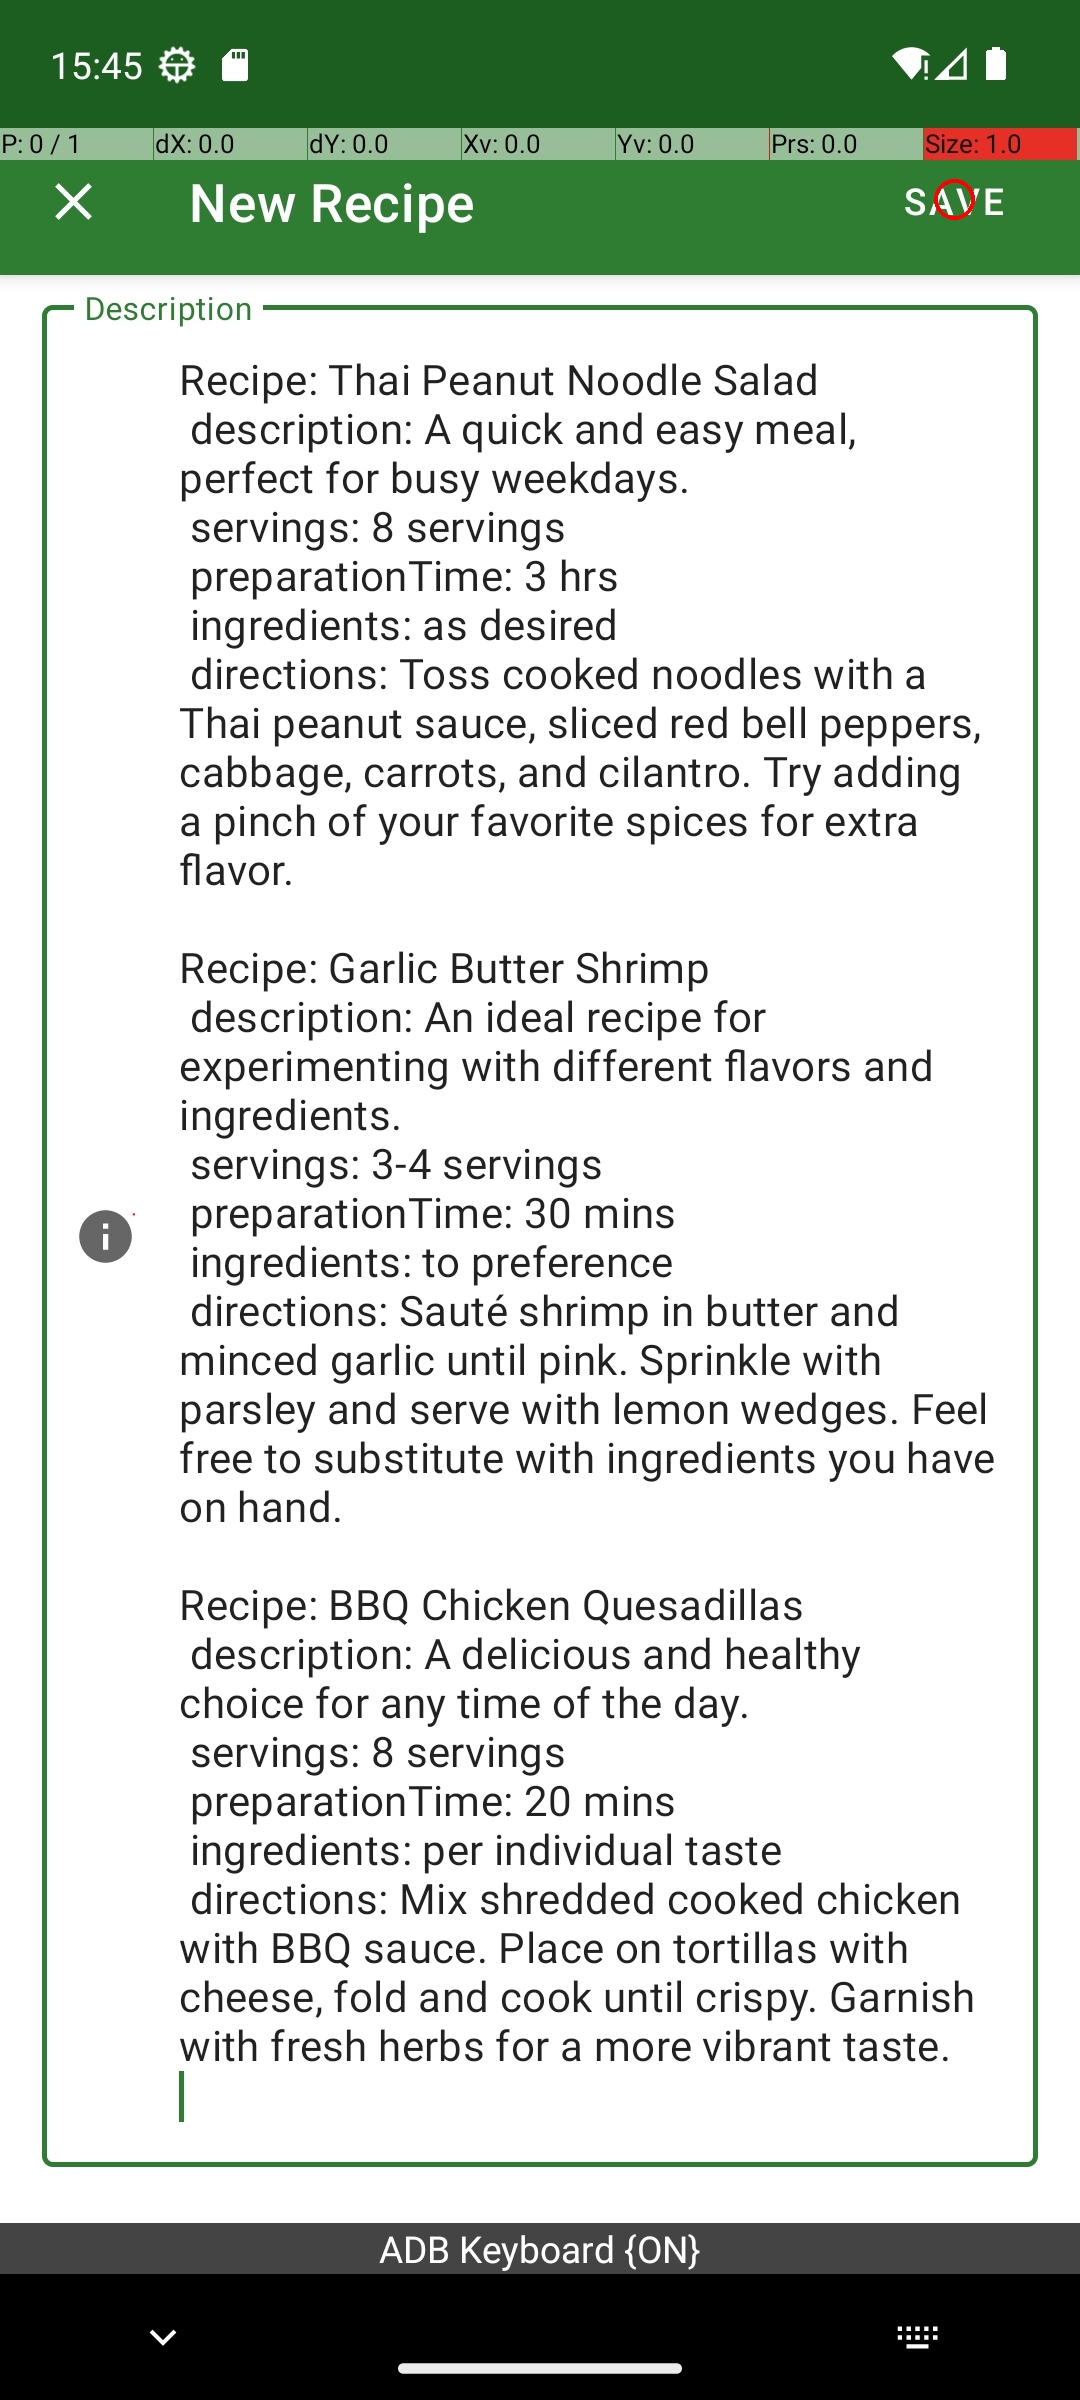 15:45
P: 0 / 1 dX: 0.0 dY: 0.0 Xv: 0.0 Yv: 0.0 Prs: 0.0 Size: 1.0
New Recipe SAVE
Description
Recipe: Thai Peanut Noodle Salad
description: A quick and easy meal,
perfect for busy weekdays.
servings: 8 servings
preparationTime: 3 hrs
ingredients: as desired
directions: Toss cooked noodles with a
Thai peanut sauce, sliced red bell peppers,
cabbage, carrots, and cilantro. Try adding
a pinch of your favorite spices for extra
flavor.
Recipe: Garlic Butter Shrimp
description: An ideal recipe for
experimenting with different flavors and
ingredients.
servings: 3-4 servings
preparationTime: 30 mins
ingredients: to preference
directions: Sauté shrimp in butter and
minced garlic until pink. Sprinkle with
parsley and serve with lemon wedges. Feel
free to substitute with ingredients you have
on hand.
Recipe: BBQ Chicken Quesadillas
description: A delicious and healthy
choice for any time of the day.
servings: 8 servings
preparationTime: 20 mins
ingredients: per individual taste
directions: Mix shredded cooked chicken
with BBQ sauce. Place on tortillas with
cheese, fold and cook until crispy. Garnish
with fresh herbs for a more vibrant taste.
ADB Keyboard {ON}